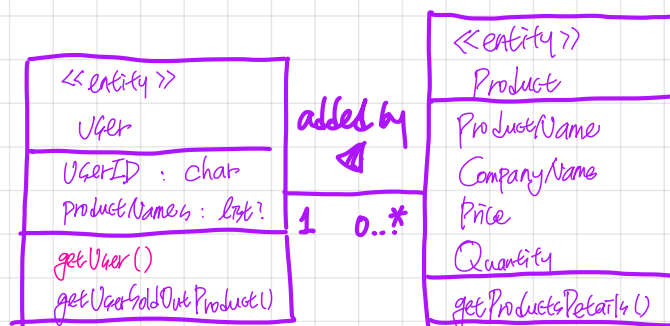 <<entity>>
User
UserID : char
ProductNames : list?
getUser()
getUserSoldOutProduct()
added by
1 0..*
<<entity>>
Product
ProductName
CompanyName
Price
Quantity
getProductsDetails()